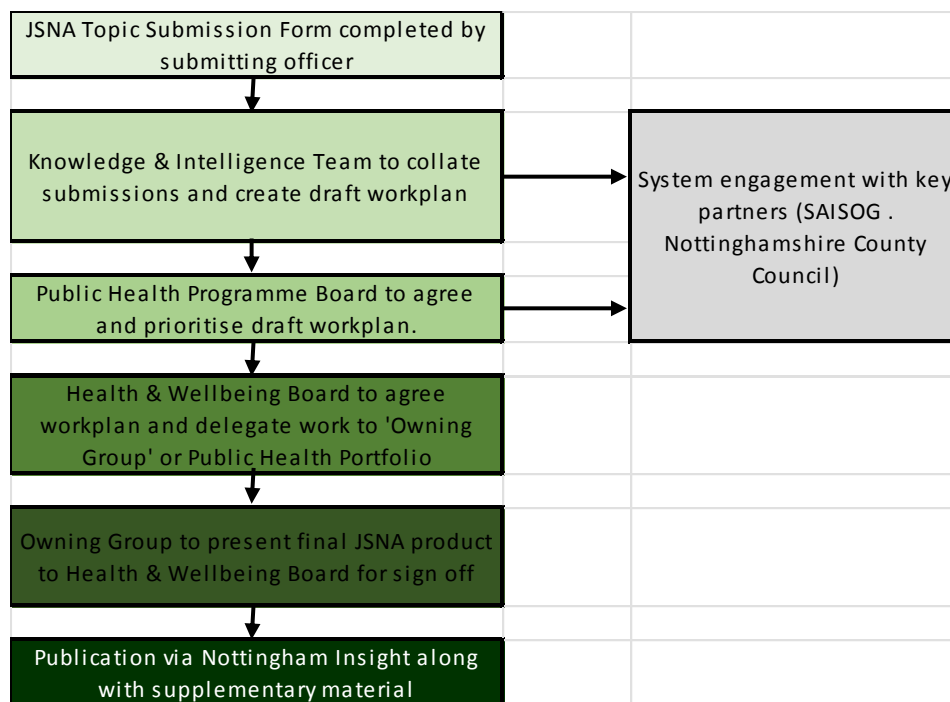 JSNA Topic Submission Form completed by
submitting officer
Knowledge & Intelligence Team to collate
submissions and create draft workplan
System engagement with key
partners (SAISOG .
Nottinghamshire County
Council)
Public Health Programme Board to agree
and prioritise draft workplan.
Health & Wellbeing Board to agree
workplan and delegate work to 'Owning
Group' or Public Health Portfolio
Owning Group to present final JSNA product
to Health & Wellbeing Board for sign off
Publication via Nottingham Insight along
with supplementary material